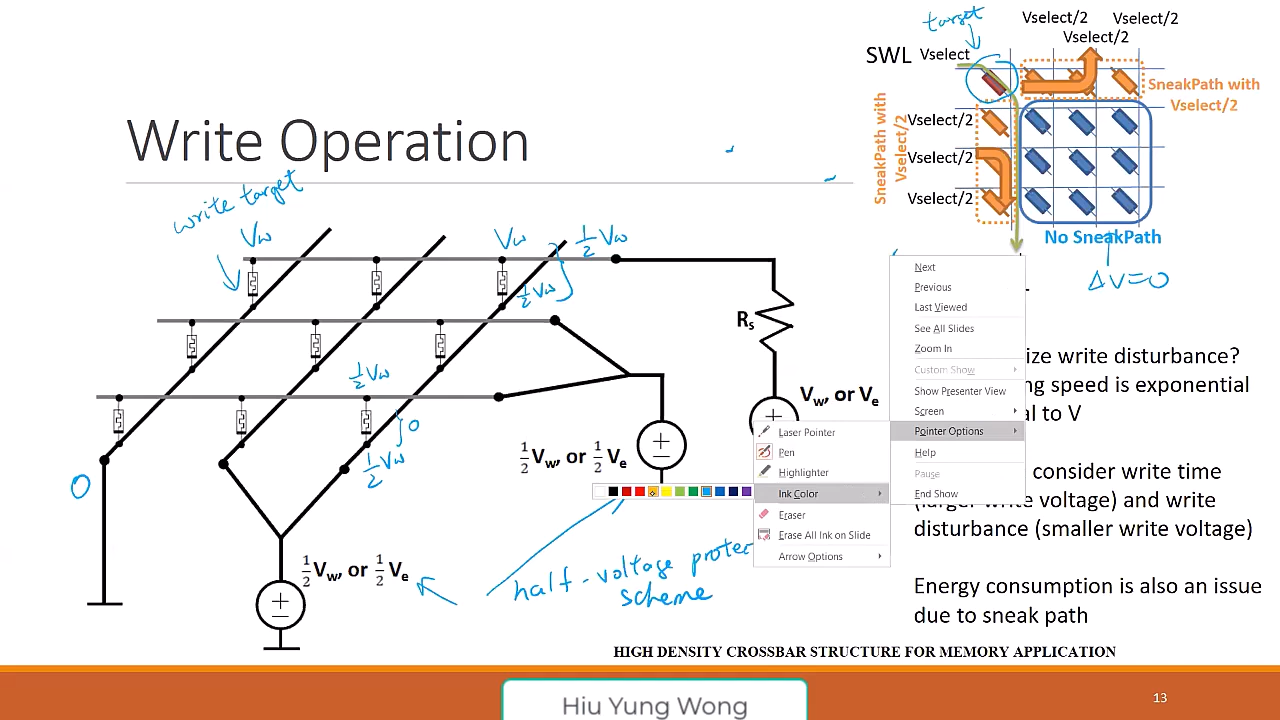 target
Vselect/2 Vselect/2
Vselect/2
SWL Vselect
SneakPath with
Vselect/2
SneakPath with
Vselect/2
Vselect/2
Vselect/2
Vselect/2
No SneakPath
ΔV=0
Write Operation
write target
Vw
Vw
1/2 Vw
1/2 Vw
1/2 Vw
0
1/2 Vw
0
Rs
Vw, or Ve
1/2 Vw, or 1/2 Ve
1/2 Vw, or 1/2 Ve
half-voltage protec
scheme
Next
Previous
Last Viewed
See All Slides
Zoom In
Custom Show
Show Presenter View
Screen
Pointer Options
Help
Pause
End Show
Laser Pointer
Pen
Highlighter
Ink Color
Eraser
Erase All Ink on Slide
Arrow Options
ize write disturbance?
ng speed is exponential
al to V
consider write time
(larger write voltage) and write
disturbance (smaller write voltage)
Energy consumption is also an issue
due to sneak path
HIGH DENSITY CROSSBAR STRUCTURE FOR MEMORY APPLICATION
Hiu Yung Wong
13